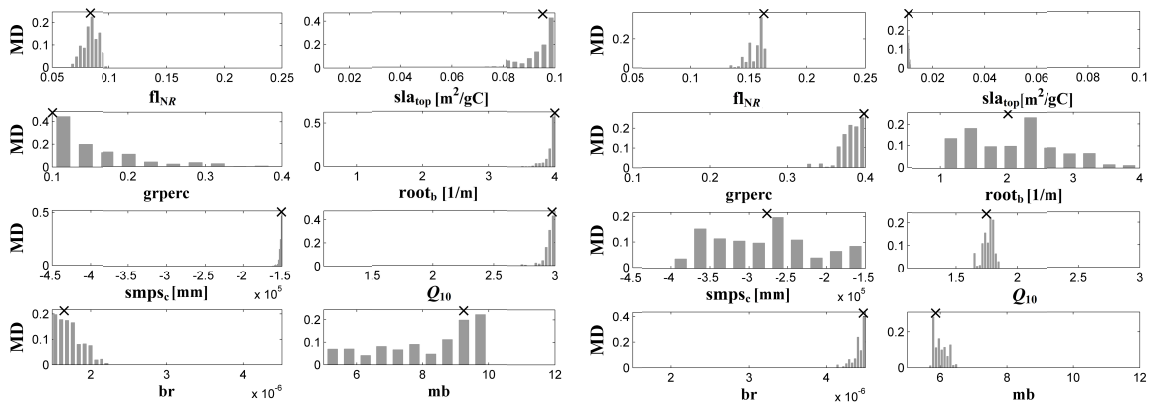 MD 0.2 0.1 0 0.05 0.1 0.15 0.2 0.25 fl_NR
0.4 0.2 0 0.02 0.04 0.06 0.08 0.1 sla_top [m²/gC]
MD 0.2 0.1 0 0.05 0.1 0.15 0.2 0.25 fl_NR
0.2 0 0.02 0.04 0.06 0.08 0.1 sla_top [m²/gC]
MD 0.4 0.2 0 0.1 0.2 0.3 0.4 grperc
0.5 0 1 2 3 4 root_b [1/m]
MD 0.2 0.1 0 0.1 0.2 0.3 0.4 grperc
0.2 0.1 0 1 2 3 4 root_b [1/m]
MD 0.5 0 -4.5 -4 -3.5 -3 -2.5 -2 -1.5 smps_c [mm] x 10⁵
0.4 0.2 0 1.5 2 2.5 3 Q₁₀
MD 0.2 0.1 0 -4.5 -4 -3.5 -3 -2.5 -2 -1.5 smps_c [mm] x 10⁵
0.2 0.1 0 1.5 2 2.5 3 Q₁₀
MD 0.2 0.1 0 2 3 4 br x 10⁻⁶
0.2 0.1 0 6 8 10 12 mb
MD 0.4 0.2 0 2 3 4 br x 10⁻⁶
0.2 0 6 8 10 12 mb